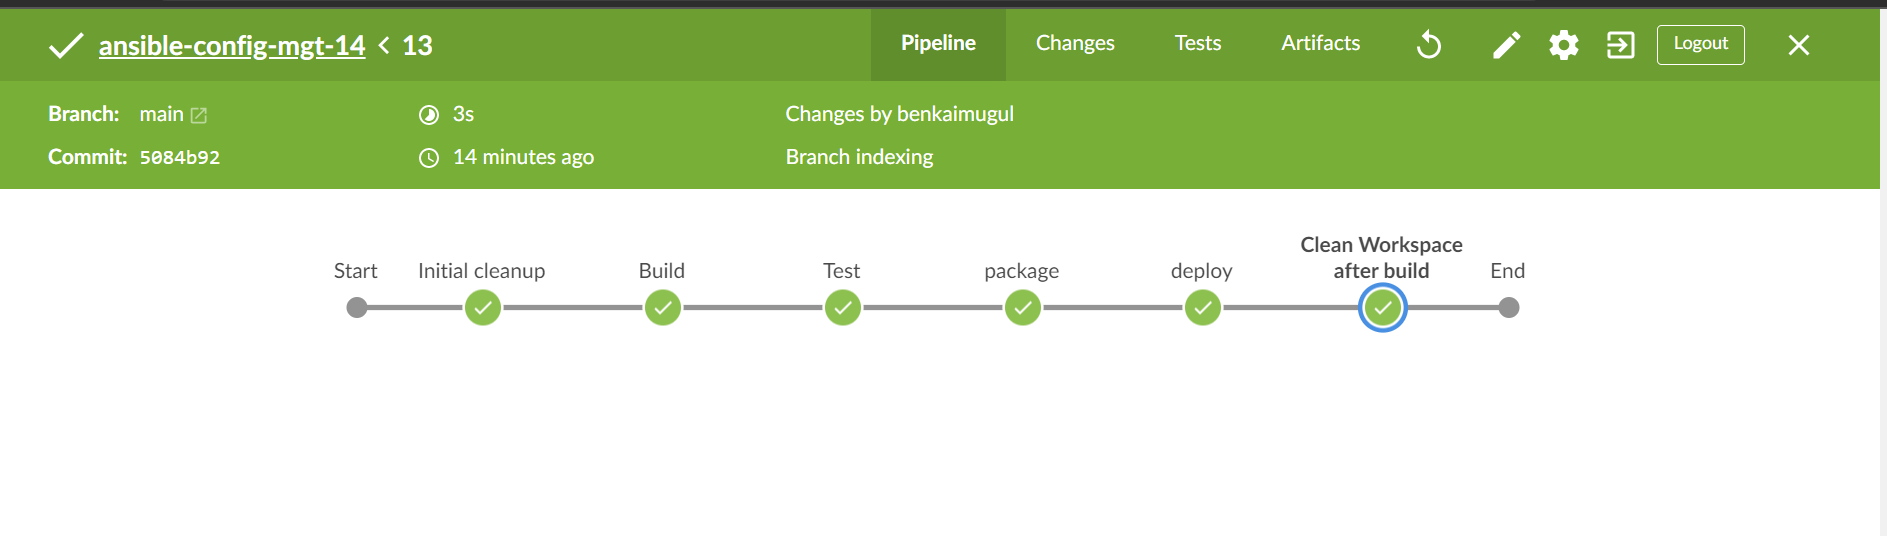 ansible-config-mgt-14 < 13
Pipeline Changes Tests Artifacts Logout
Branch: main 3s Changes by benkaimugul
Commit: 5084b92 14 minutes ago Branch indexing
Start Initial cleanup Build Test package deploy Clean Workspace
after build End